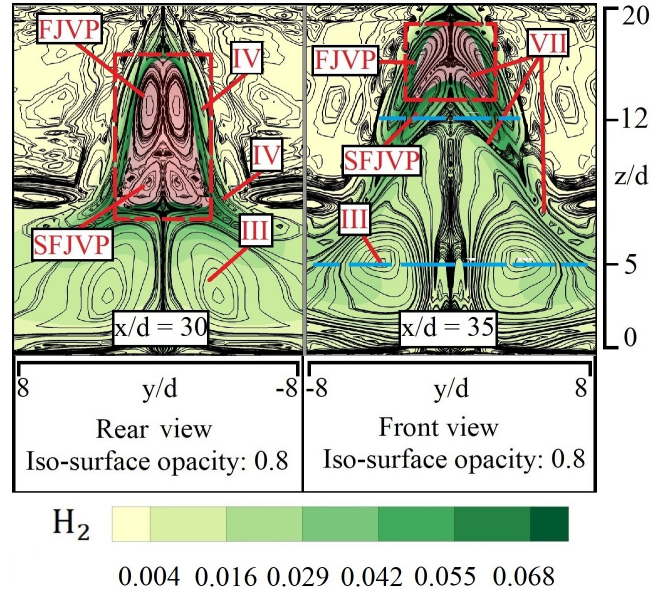 FJVP
IV
IV
SFJVP
III
x/d = 30
8 y/d -8
Rear view
Iso-surface opacity: 0.8
FJVP
VII
SFJVP
III
x/d = 35
-8 y/d 8
Front view
Iso-surface opacity: 0.8
20
12
z/d
5
0
H₂
0.004 0.016 0.029 0.042 0.055 0.068